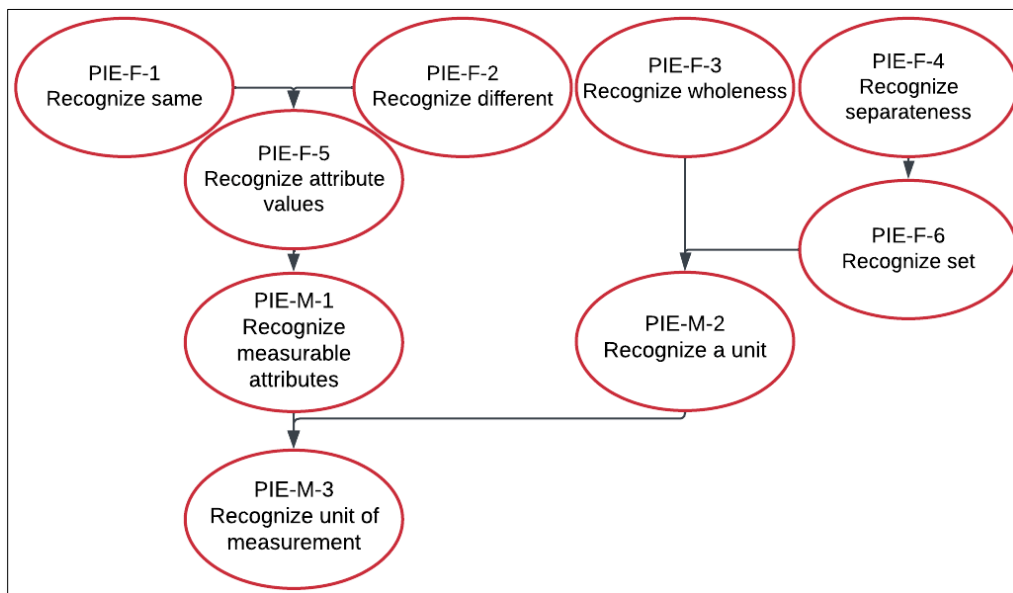 PIE-F-1
Recognize same
PIE-F-2
Recognize different
PIE-F-3
Recognize wholeness
PIE-F-4
Recognize
separateness
PIE-F-5
Recognize attribute
values
PIE-F-6
Recognize set
PIE-M-1
Recognize
measurable
attributes
PIE-M-2
Recognize a unit
PIE-M-3
Recognize unit of
measurement